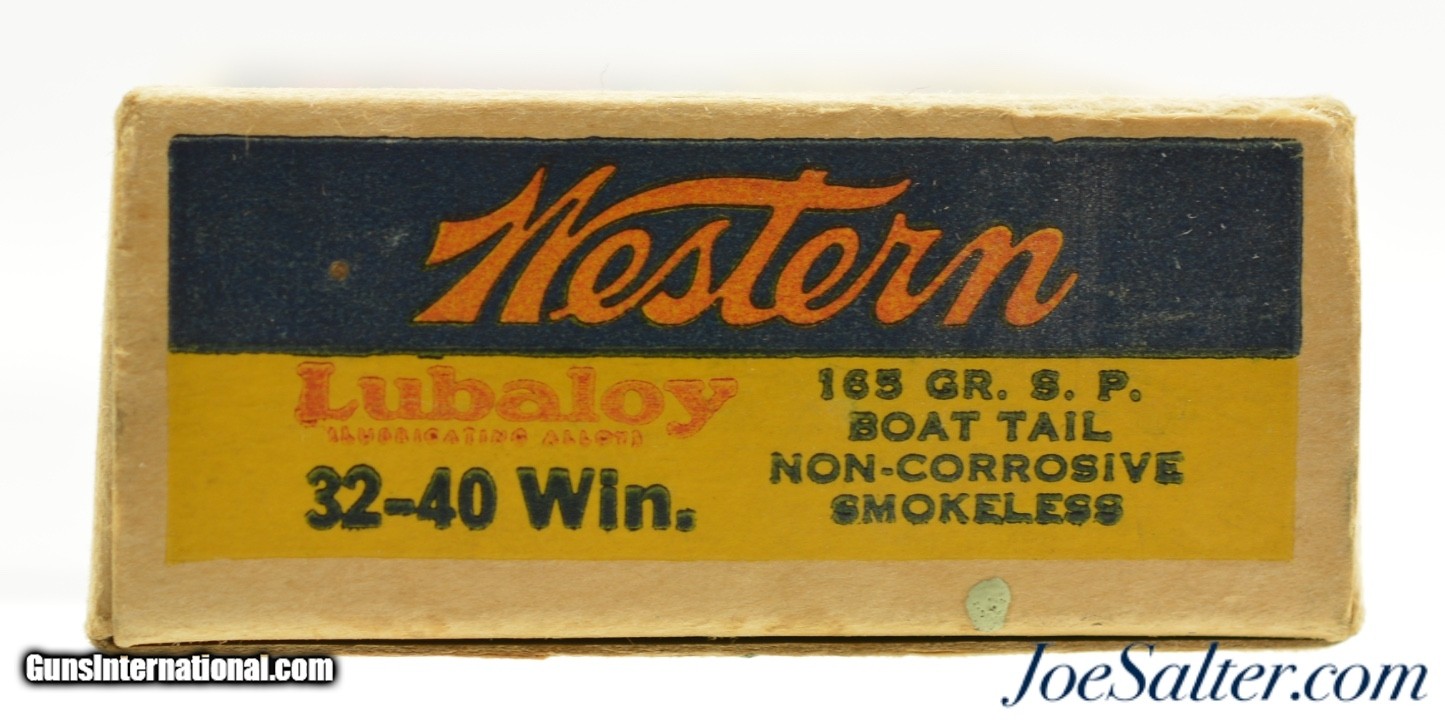 Western
Lubaloy
(LUBRICATING ALLOY)
32-40 Win.
165 GR. S. P.
BOAT TAIL
NON-CORROSIVE
SMOKELESS
GunsInternational.com
JoeSalter.com